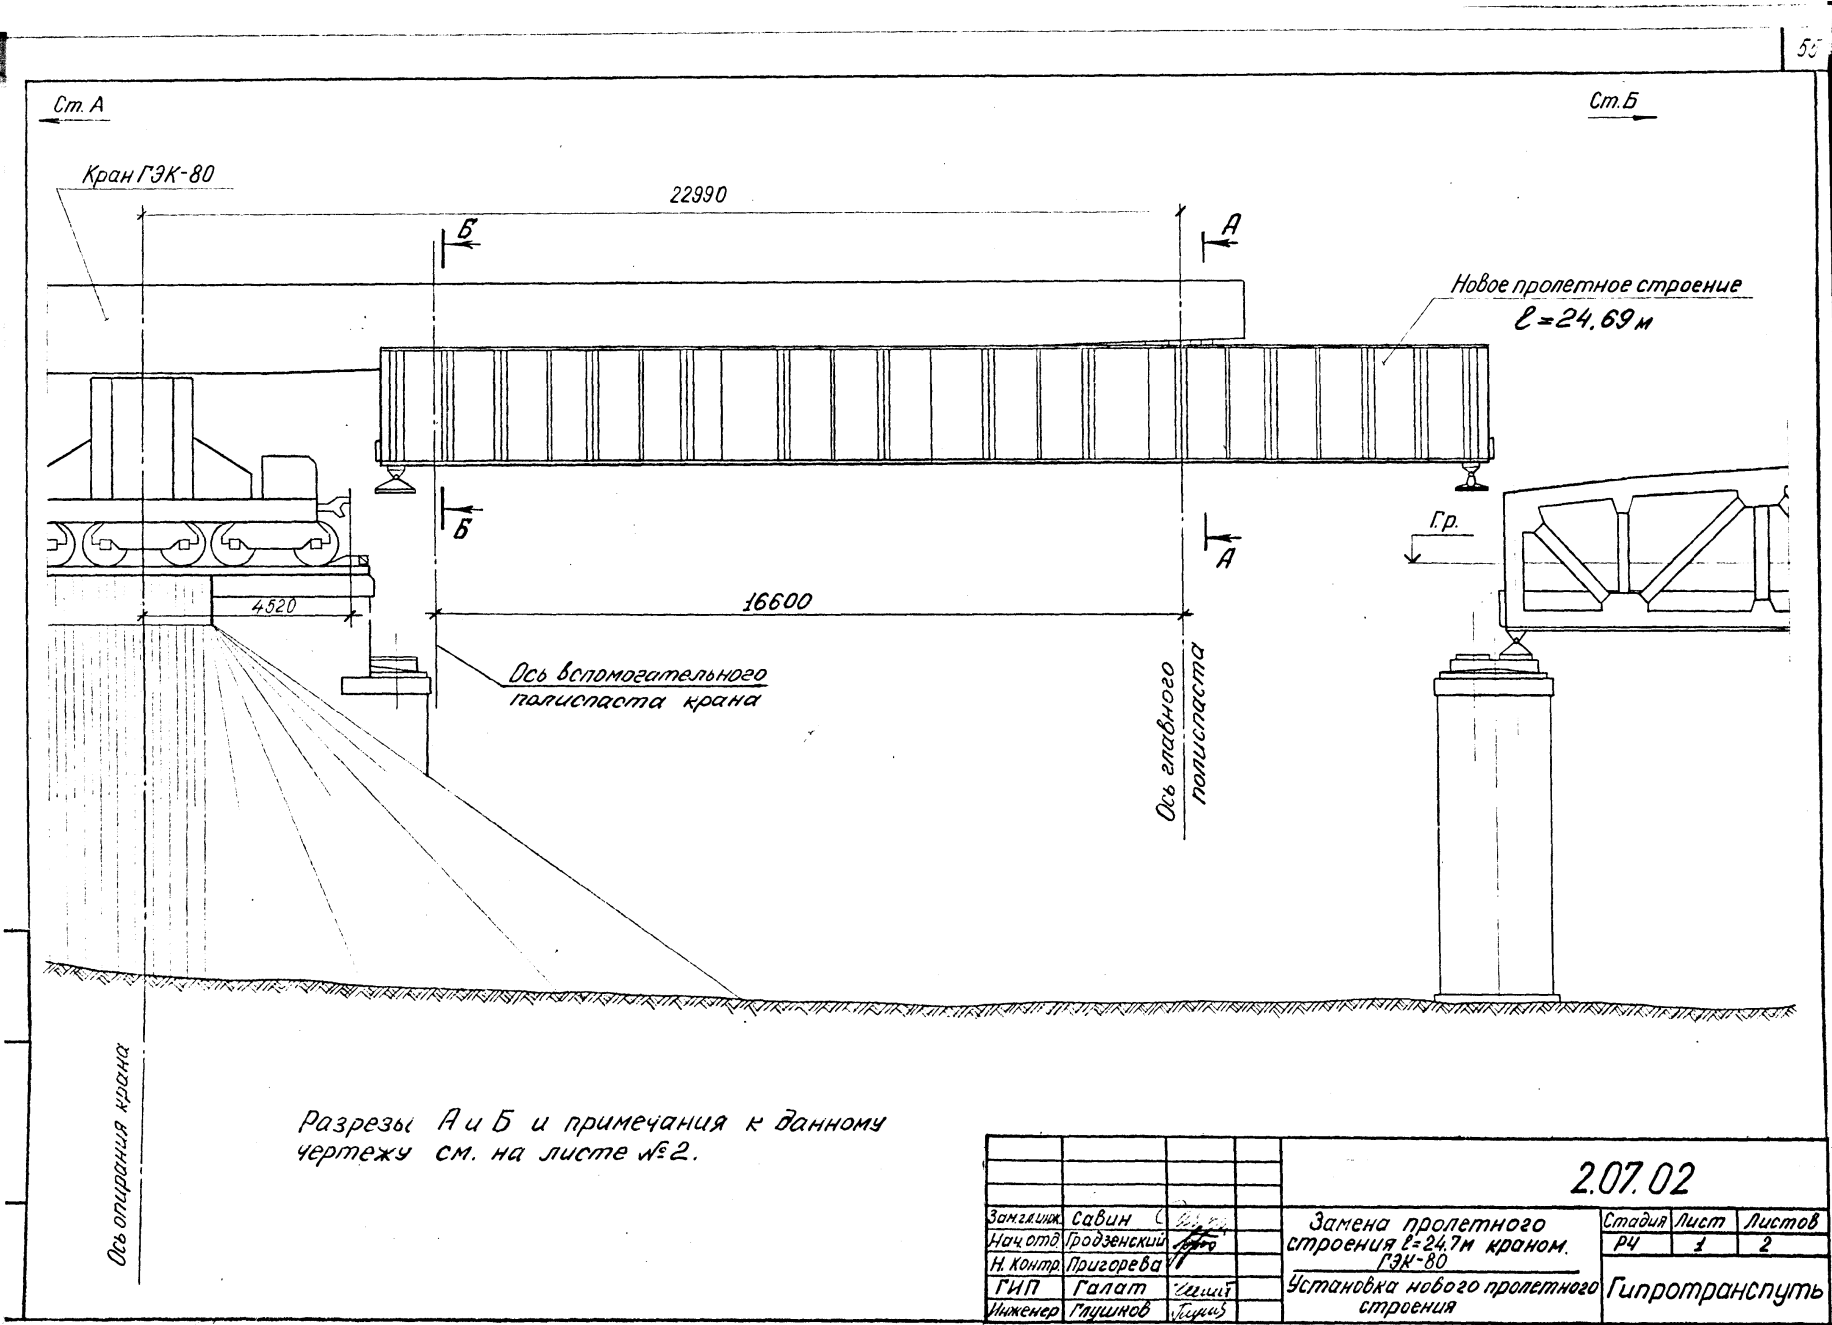 55
Ст. А
Ст. Б
Кран ГЭК-80
22990
Б
А
Новое пролетное строение
ℓ=24.69м
Б
А
Г.р.
4520
16600
Ось вспомогательного
полиспаста крана
Ось главного
полиспаста
Ось опирания крана
Разрезы А и Б и примечания к данному
чертежу см. на листе №2.
2.07.02
Зам.гл.инж. Савин
Нач.отд. Гродзенский
Н. Контр. Пригорева
ГИП Галат
Инженер Глушков
Замена пролетного
строения ℓ=24.7м краном
ГЭК-80
Установка нового пролетного
строения
Стадия Лист Листов
РЧ 1 2
Гипротранспуть